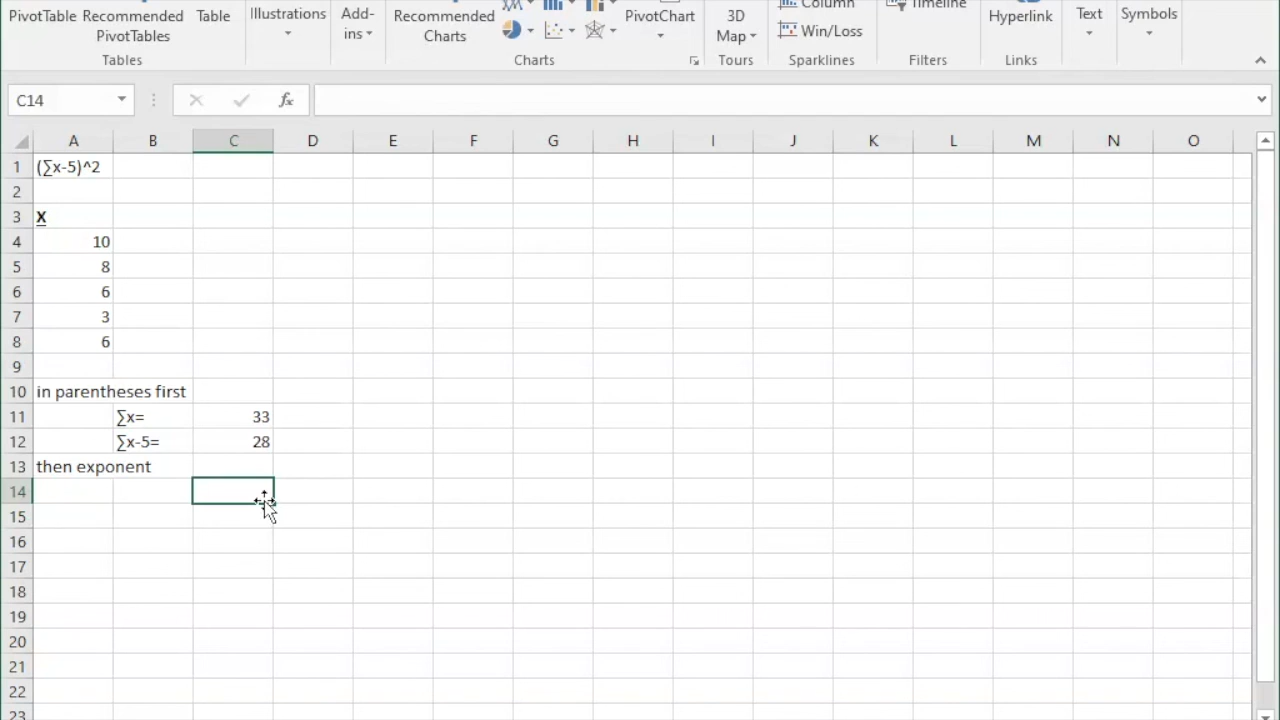 PivotTable Recommended PivotTables Table Illustrations Add-ins Recommended Charts PivotChart 3D Map Column Win/Loss Timeline Hyperlink Text Symbols
Tables Charts Tours Sparklines Filters Links
C14 fx
A B C D E F G H I J K L M N O
1 (∑x-5)^2
2
3 X
4 10
5 8
6 6
7 3
8 6
9
10 in parentheses first
11 ∑x= 33
12 ∑x-5= 28
13 then exponent
14
15
16
17
18
19
20
21
22
23